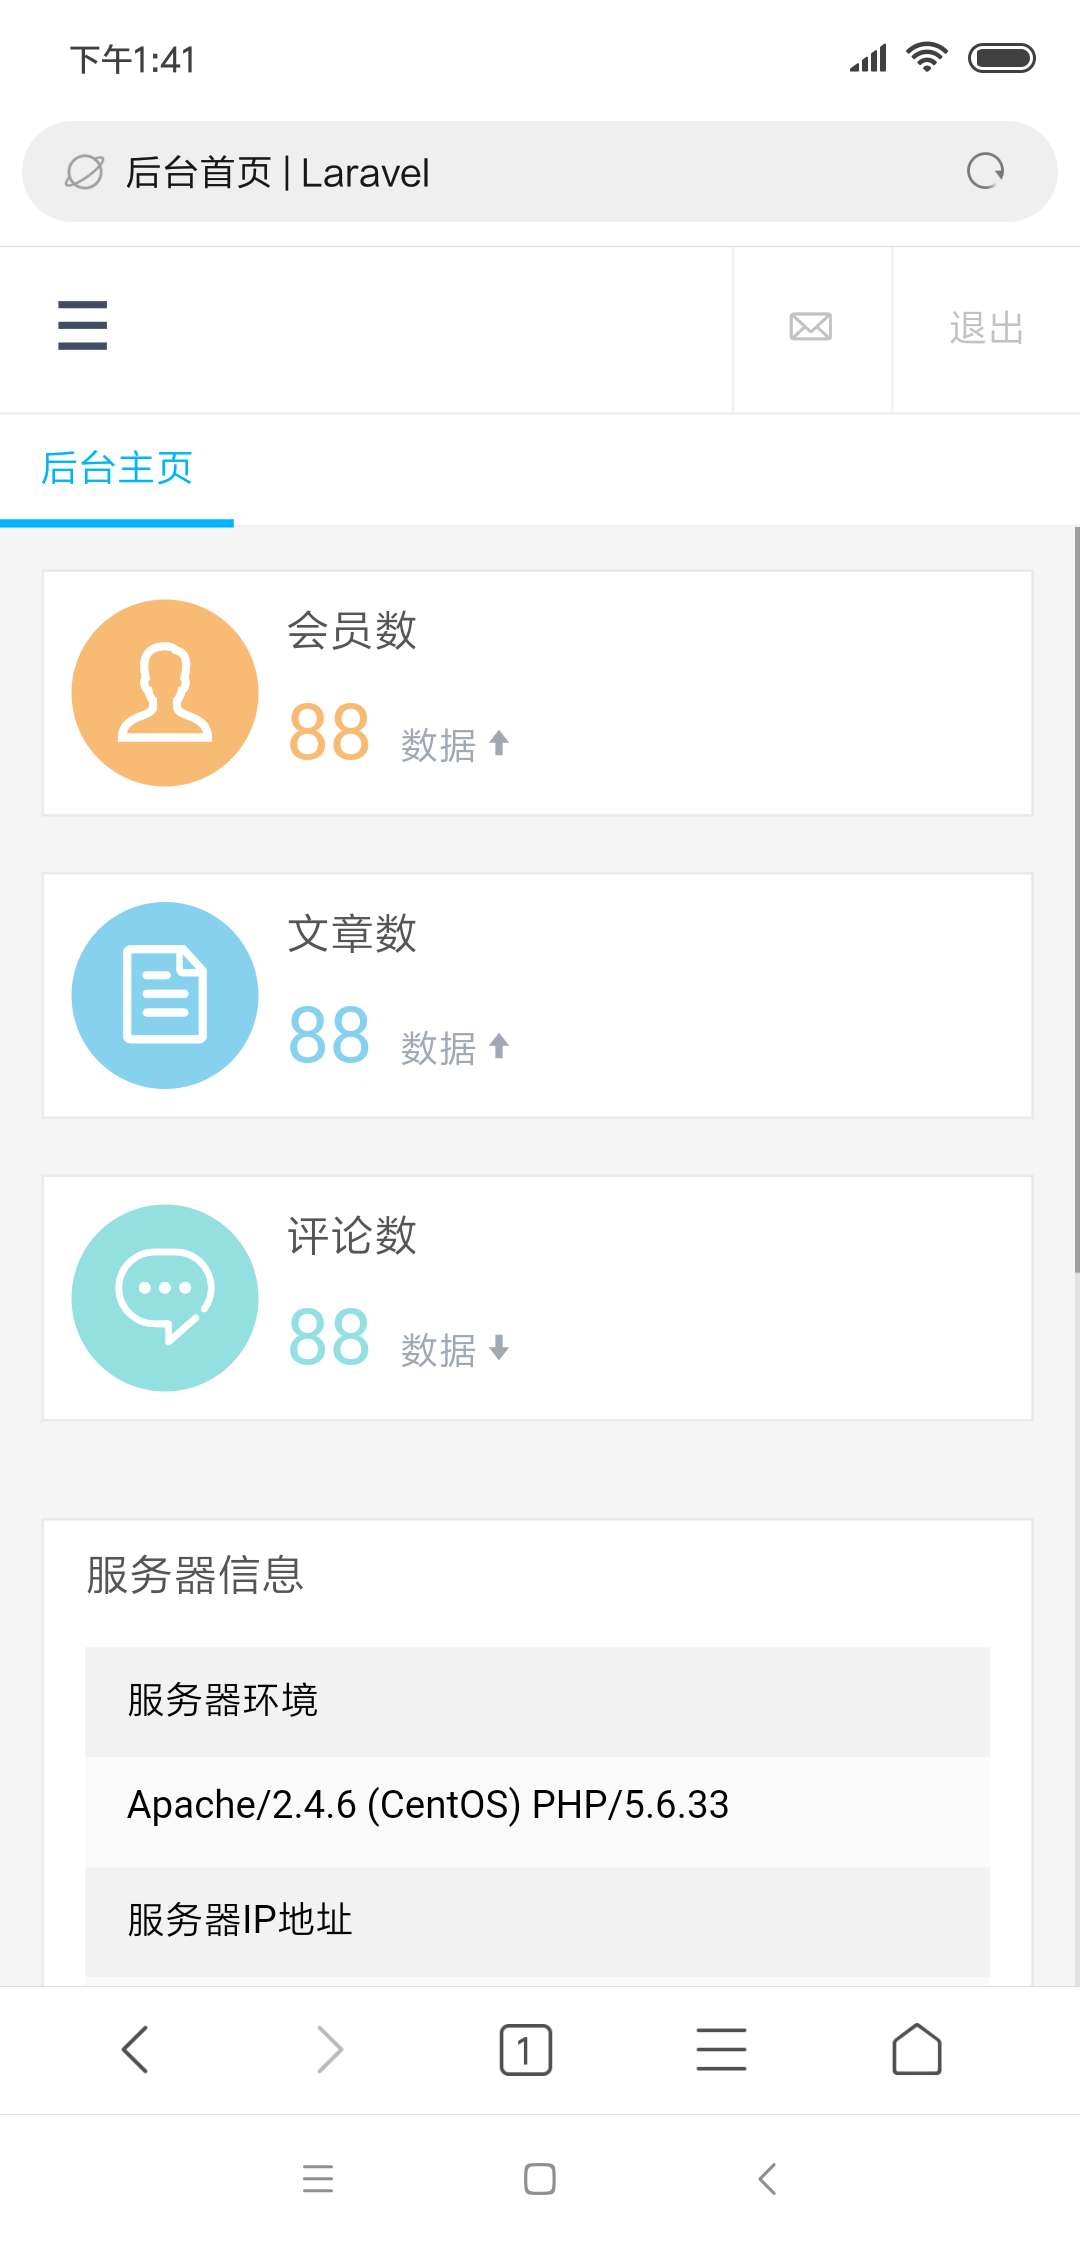 下午1:41
后台首页 | Laravel
退出
后台主页
会员数
88 数据
文章数
88 数据
评论数
88 数据
服务器信息
服务器环境
Apache/2.4.6 (CentOS) PHP/5.6.33
服务器IP地址
1